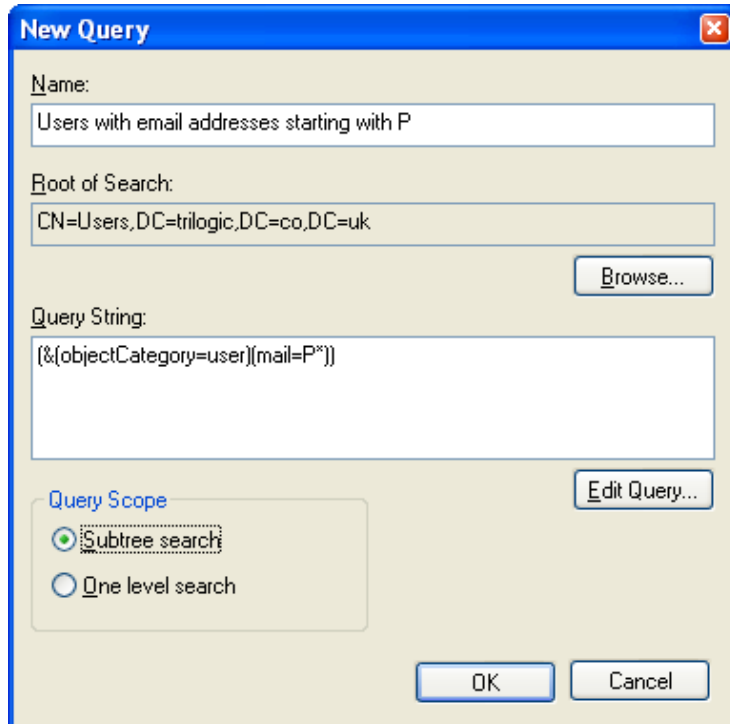 New Query
Name:
Users with email addresses starting with P
Root of Search:
CN=Users,DC=trilogic,DC=co,DC=uk
Browse...
Query String:
(&(objectCategory=user)(mail=P*))
Edit Query...
Query Scope
Subtree search
One level search
OK
Cancel